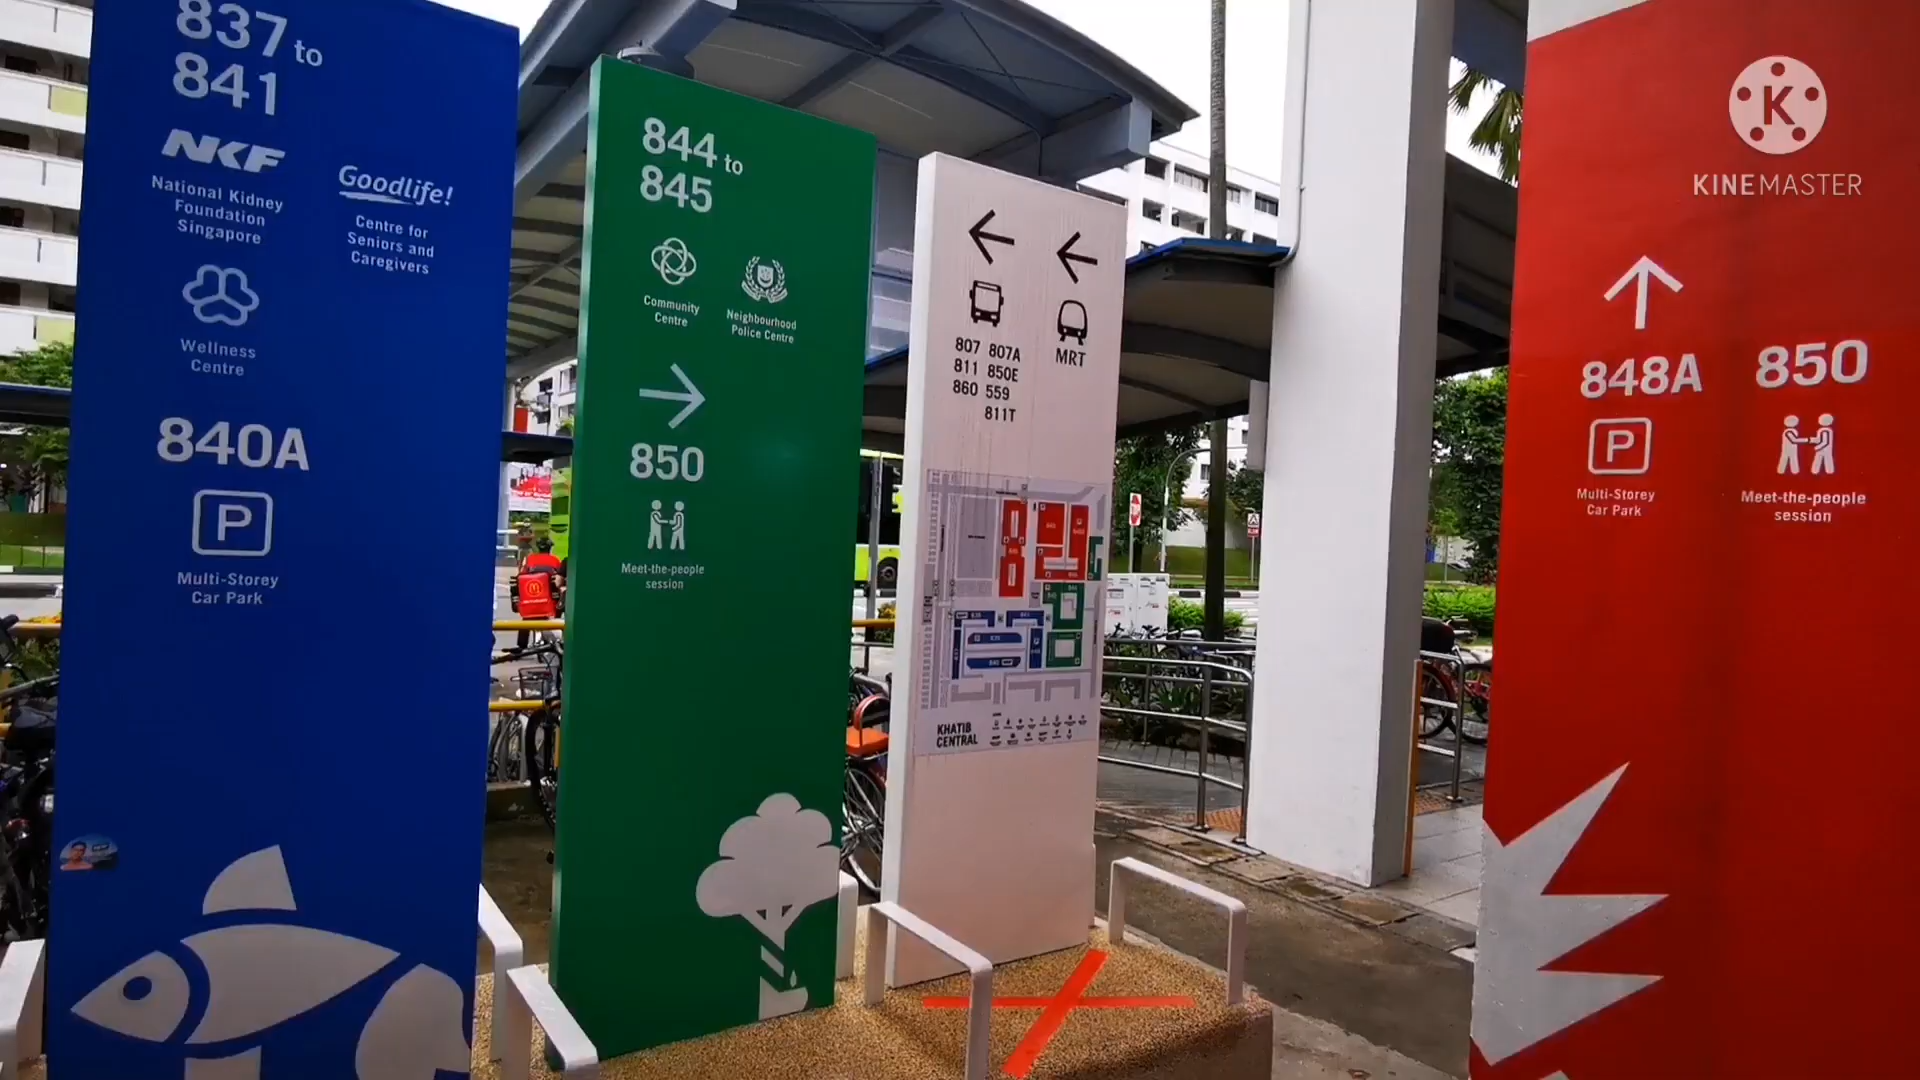 837 to
841
NKF
National Kidney
Foundation
Singapore
Goodlife!
Centre for
Seniors and
Caregivers
Wellness
Centre
840A
P
Multi-Storey
Car Park
844 to
845
Community
Centre
Neighbourhood
Police Centre
850
Meet-the-people
session
807 807A
811 850E
860 559
811T
MRT
KHATIB
CENTRAL
848A
P
Multi-Storey
Car Park
850
Meet-the-people
session
K
KINEMASTER